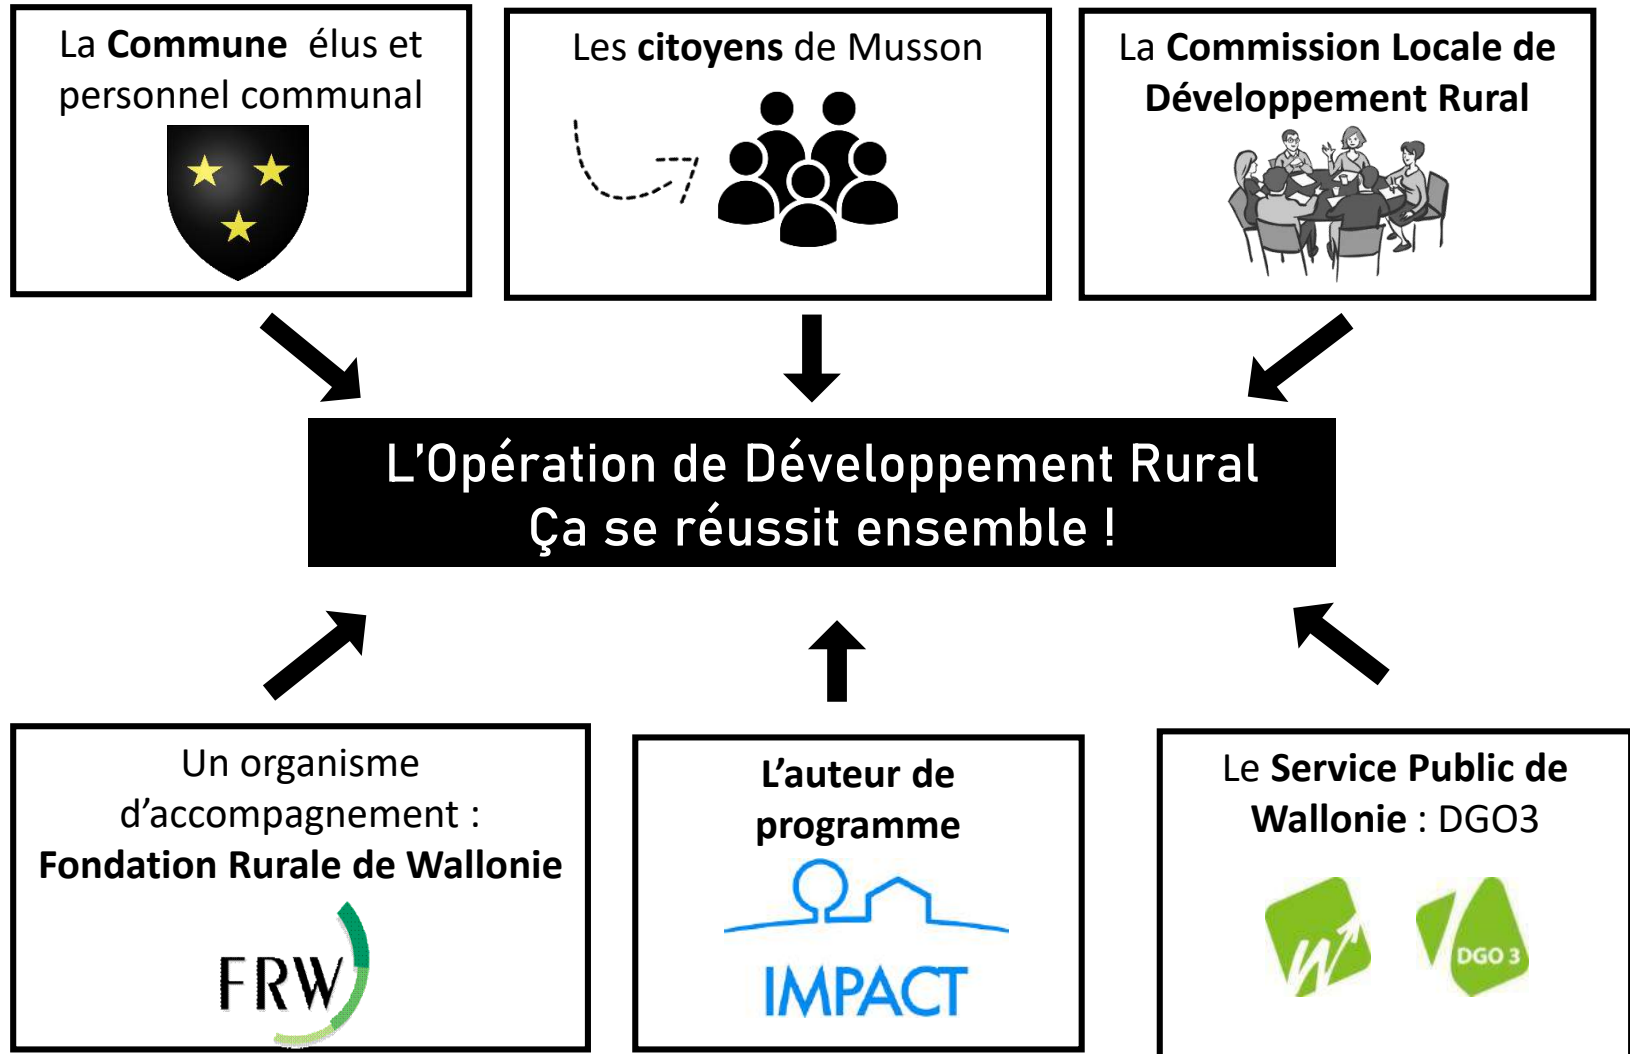 La Commune élus et
personnel communal
Les citoyens de Musson
La Commission Locale de
Développement Rural
L’Opération de Développement Rural
Ça se réussit ensemble !
Un organisme
d’accompagnement :
Fondation Rurale de Wallonie
FRW
L’auteur de
programme
IMPACT
Le Service Public de
Wallonie : DGO3
W
DGO 3